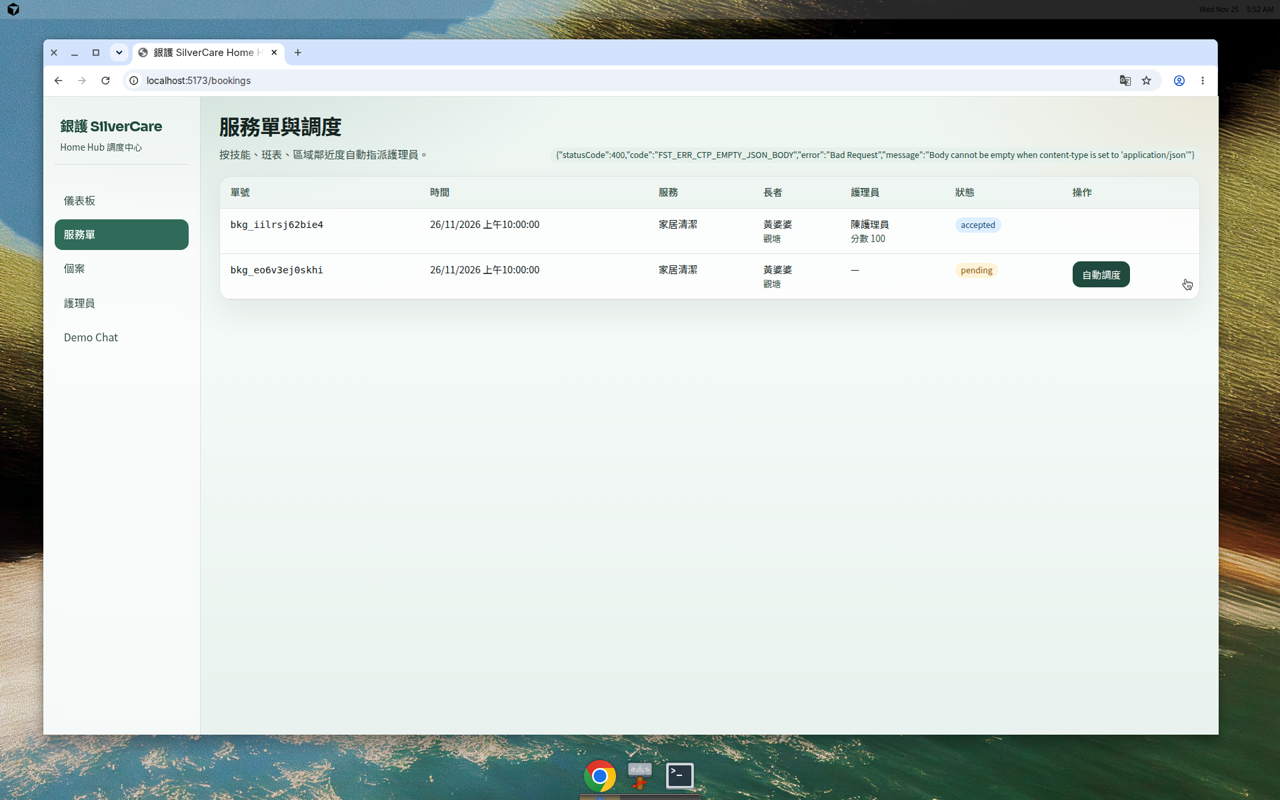 Wed Nov 25 5:52 AM
銀護 SilverCare Home H
localhost:5173/bookings
銀護 SilverCare
Home Hub 調度中心
儀表板
服務單
個案
護理員
Demo Chat
服務單與調度
按技能、班表、區域鄰近度自動指派護理員。
{"statusCode":400,"code":"FST_ERR_CTP_EMPTY_JSON_BODY","error":"Bad Request","message":"Body cannot be empty when content-type is set to 'application/json'"}
單號 時間 服務 長者 護理員 狀態 操作
bkg_iilrsj62bie4 26/11/2026 上午10:00:00 家居清潔 黃婆婆 陳護理員 accepted
觀塘 分數 100
bkg_eo6v3ej0skhi 26/11/2026 上午10:00:00 家居清潔 黃婆婆 — pending 自動調度
觀塘